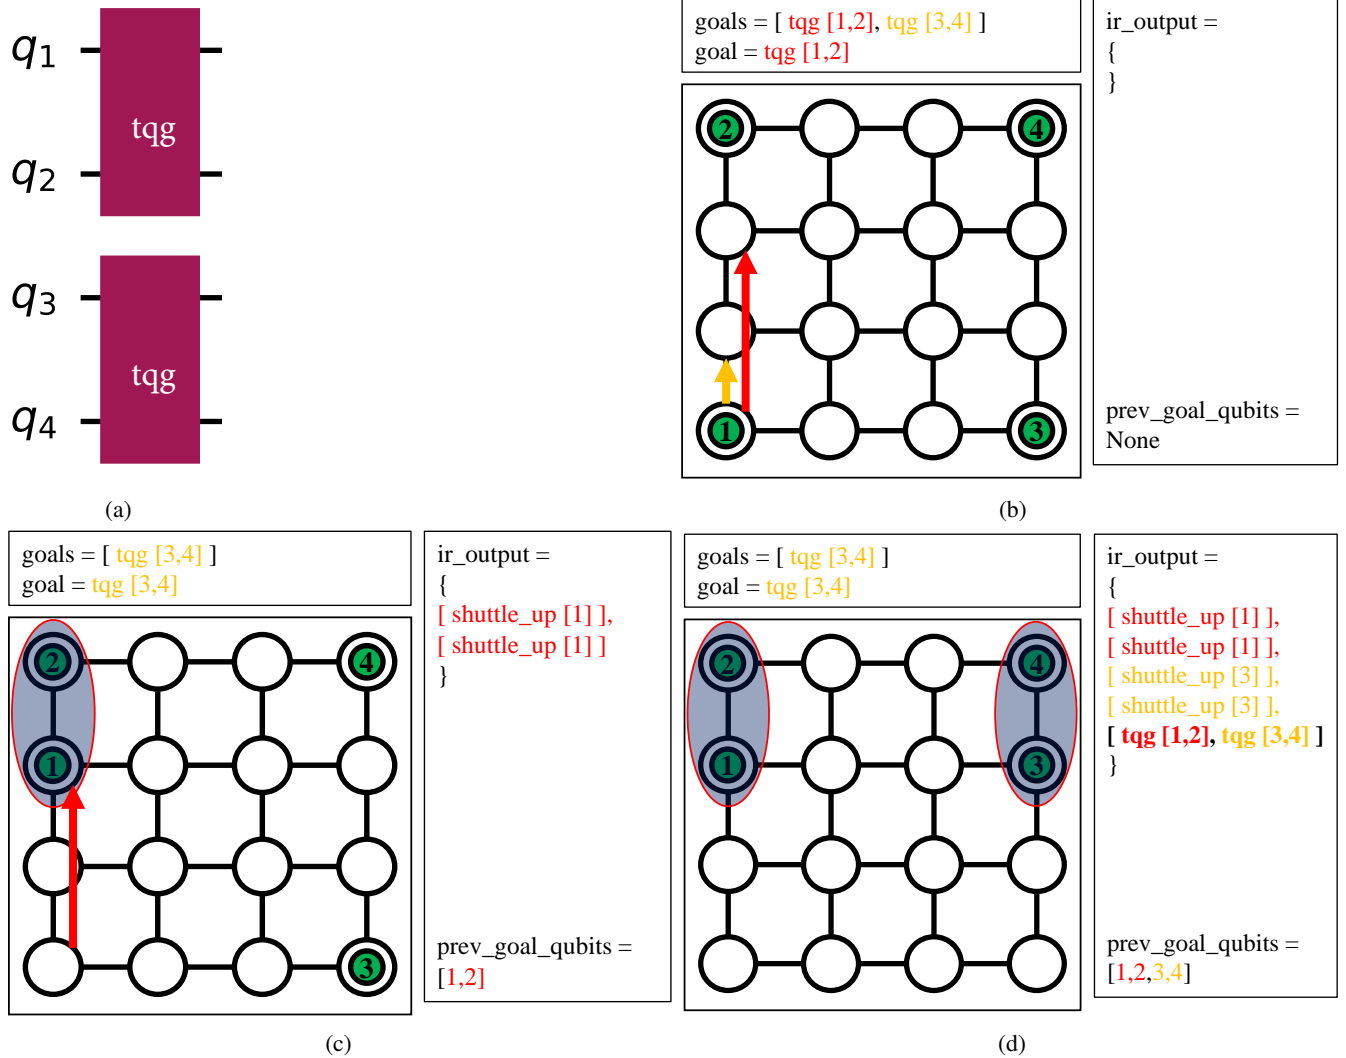 q1
tqg
q2
q3
tqg
q4
(a)
goals = [ tqg [1,2], tqg [3,4] ]
goal = tqg [1,2]
2
4
1
3
ir_output =
{
}
prev_goal_qubits =
None
(b)
goals = [ tqg [3,4] ]
goal = tqg [3,4]
2
4
1
3
ir_output =
{
[ shuttle_up [1] ],
[ shuttle_up [1] ]
}
prev_goal_qubits =
[1,2]
(c)
goals = [ tqg [3,4] ]
goal = tqg [3,4]
2
4
1
3
ir_output =
{
[ shuttle_up [1] ],
[ shuttle_up [1] ],
[ shuttle_up [3] ],
[ shuttle_up [3] ],
[ tqg [1,2], tqg [3,4] ]
}
prev_goal_qubits =
[1,2,3,4]
(d)